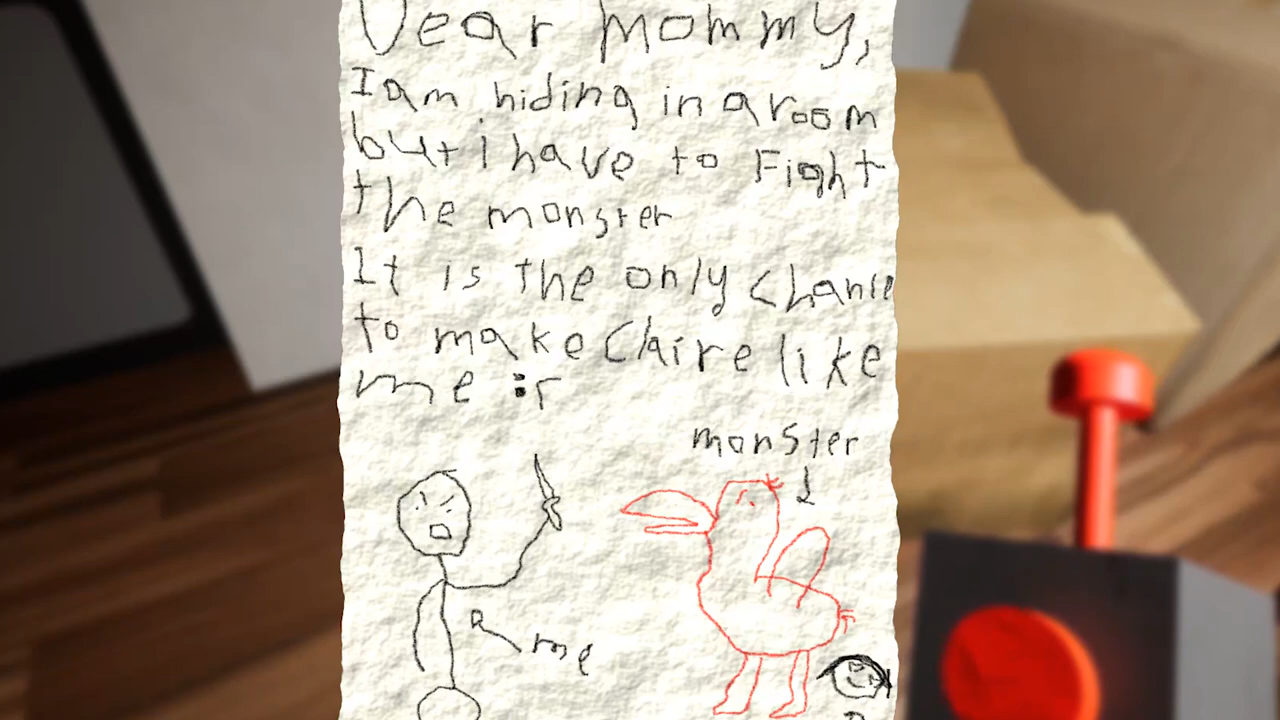 Dear Mommy,
I am hiding in a room
but i have to Fight
the monster
It is the only chance
to make Claire like
me :r
monster
me